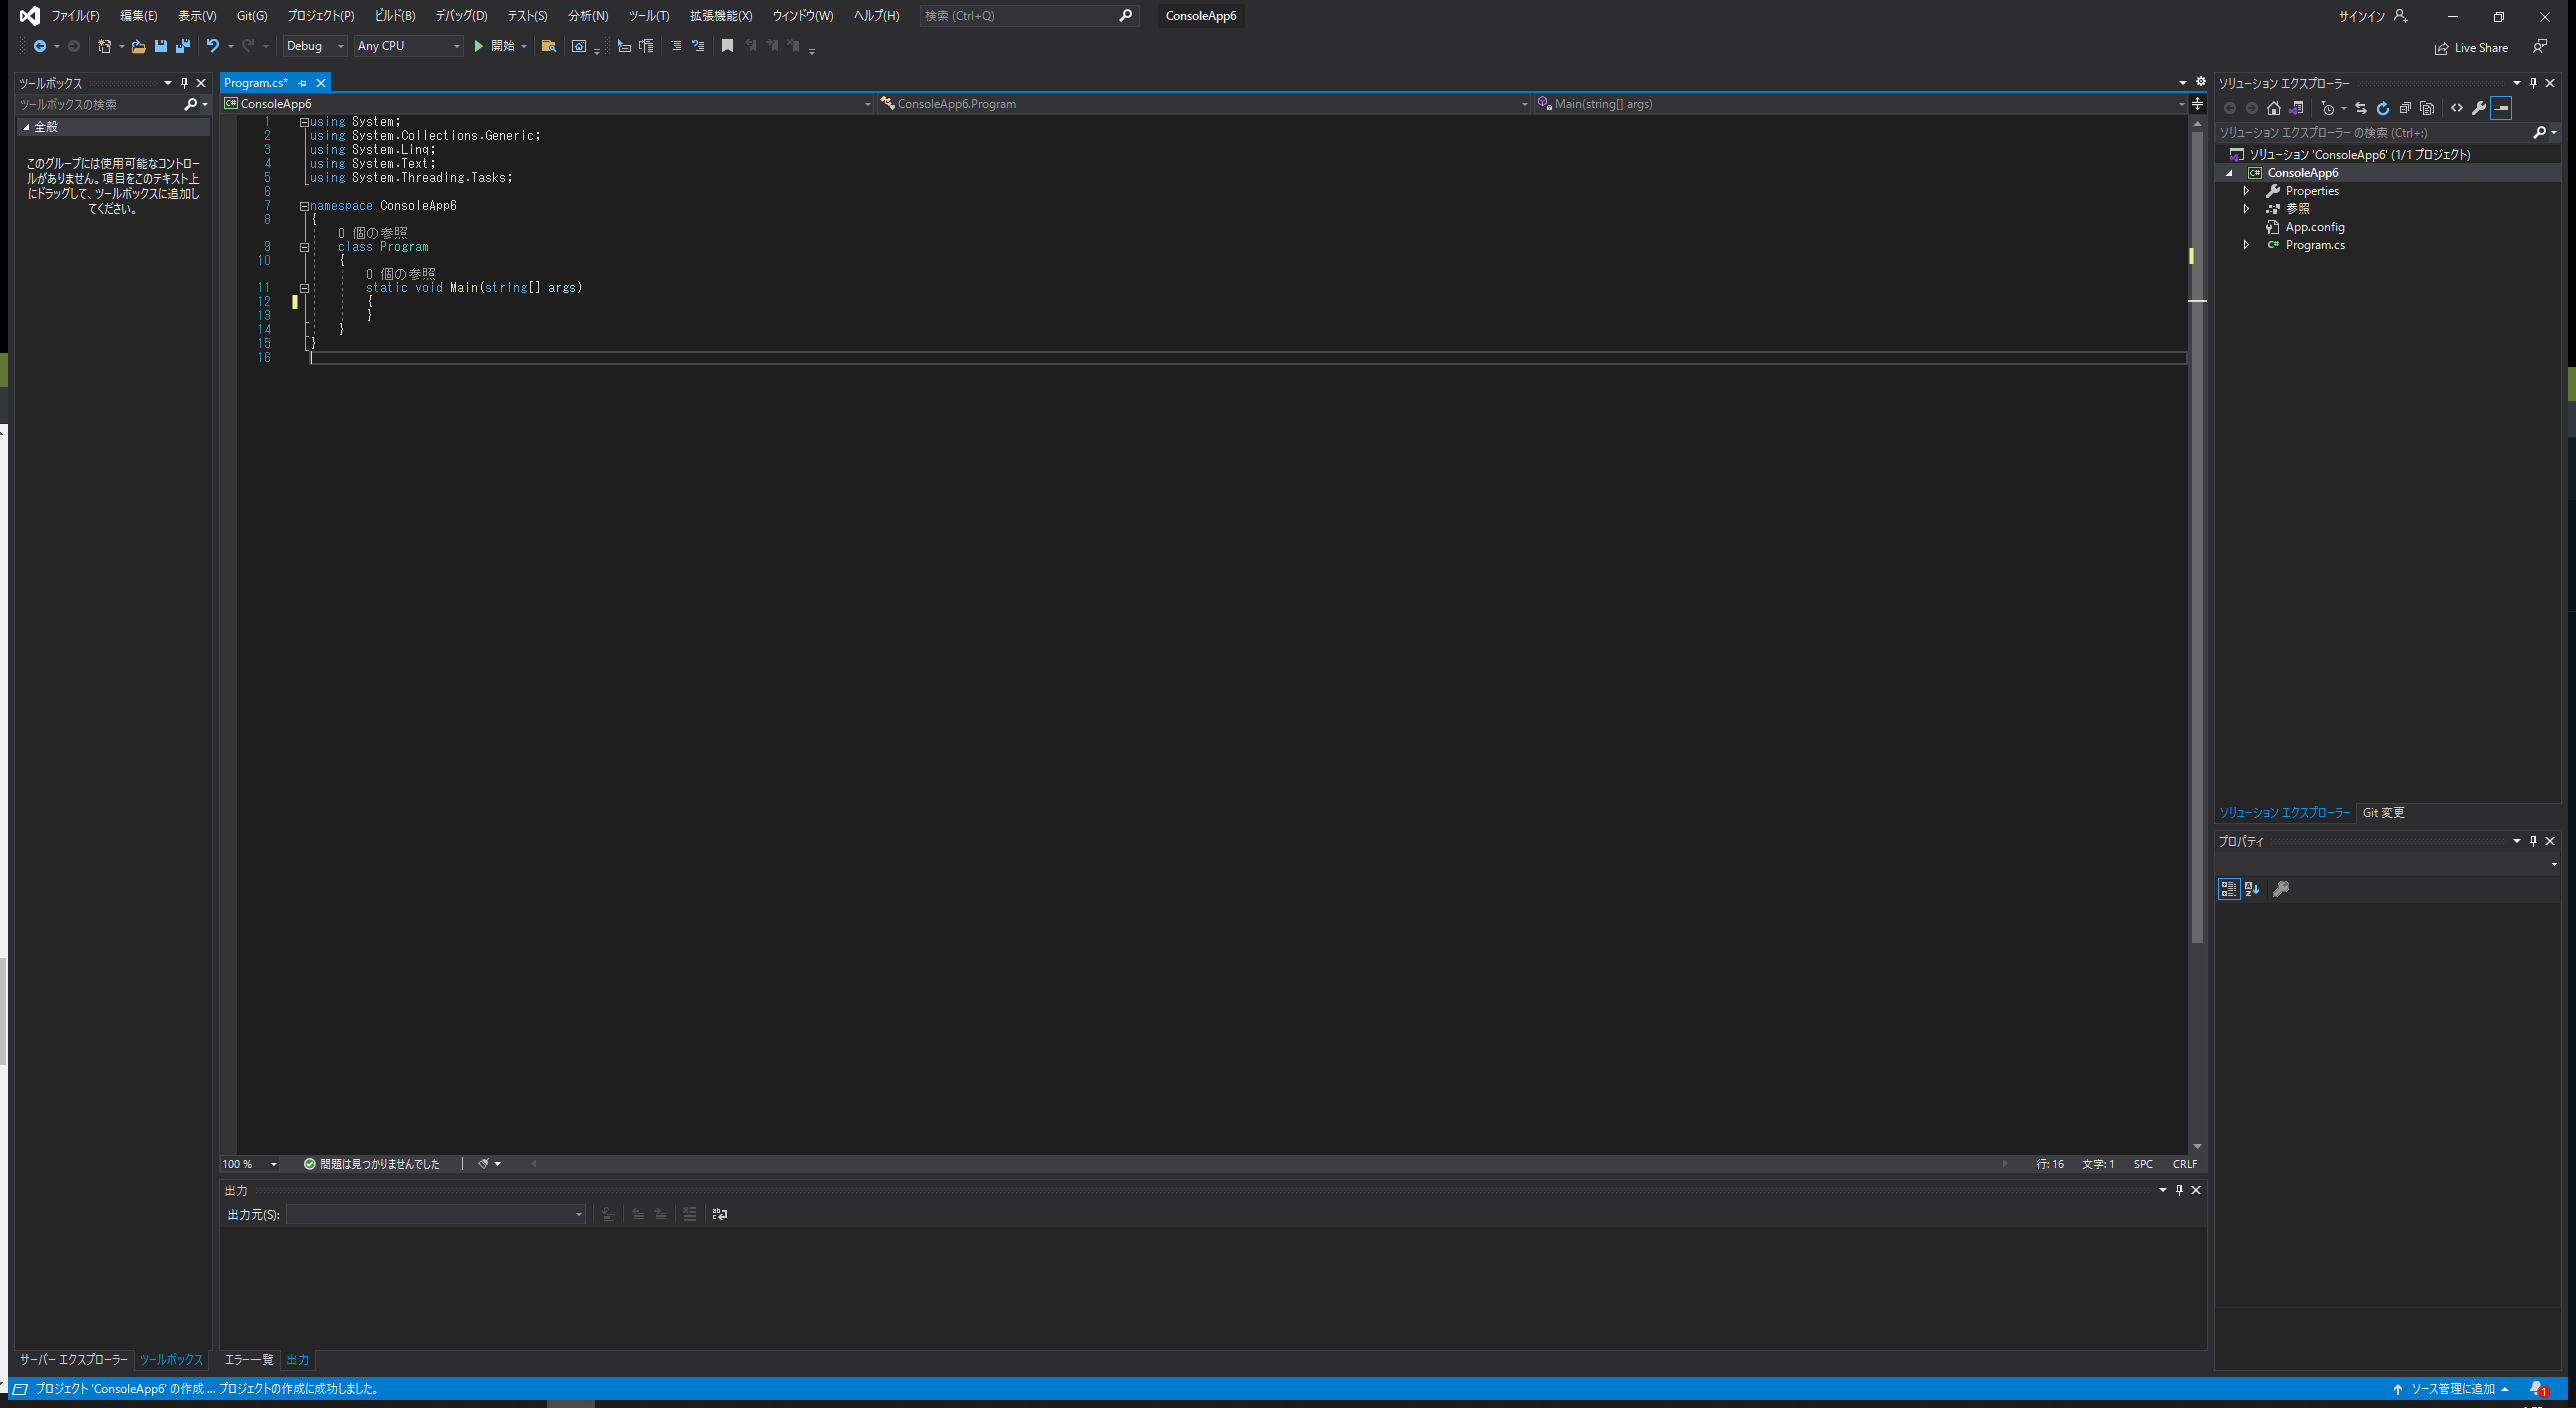 ファイル(F) 編集(E) 表示(V) Git(G) プロジェクト(P) ビルド(B) デバッグ(D) テスト(S) 分析(N) ツール(T) 拡張機能(X) ウィンドウ(W) ヘルプ(H) 検索 (Ctrl+Q) ConsoleApp6 サインイン
Debug Any CPU 開始 Live Share
ツールボックス
ツールボックスの検索
全般
このグループには使用可能なコントロー
ルがありません。項目をこのテキスト上
にドラッグして、ツールボックスに追加し
てください。
サーバー エクスプローラー ツールボックス
Program.cs*
ConsoleApp6 ConsoleApp6.Program Main(string[] args)
1 using System;
2 using System.Collections.Generic;
3 using System.Linq;
4 using System.Text;
5 using System.Threading.Tasks;
6
7 namespace ConsoleApp6
8 {
0 個の参照
9 class Program
10 {
0 個の参照
11 static void Main(string[] args)
12 {
13 }
14 }
15 }
16
100 % 問題は見つかりませんでした 行: 16 文字: 1 SPC CRLF
出力
出力元(S):
エラー一覧 出力
ソリューション エクスプローラー
ソリューション エクスプローラー の検索 (Ctrl+:)
ソリューション 'ConsoleApp6' (1/1 プロジェクト)
C# ConsoleApp6
Properties
参照
App.config
C# Program.cs
ソリューション エクスプローラー Git 変更
プロパティ
プロジェクト 'ConsoleApp6' の作成 ... プロジェクトの作成に成功しました。 ソース管理に追加 1